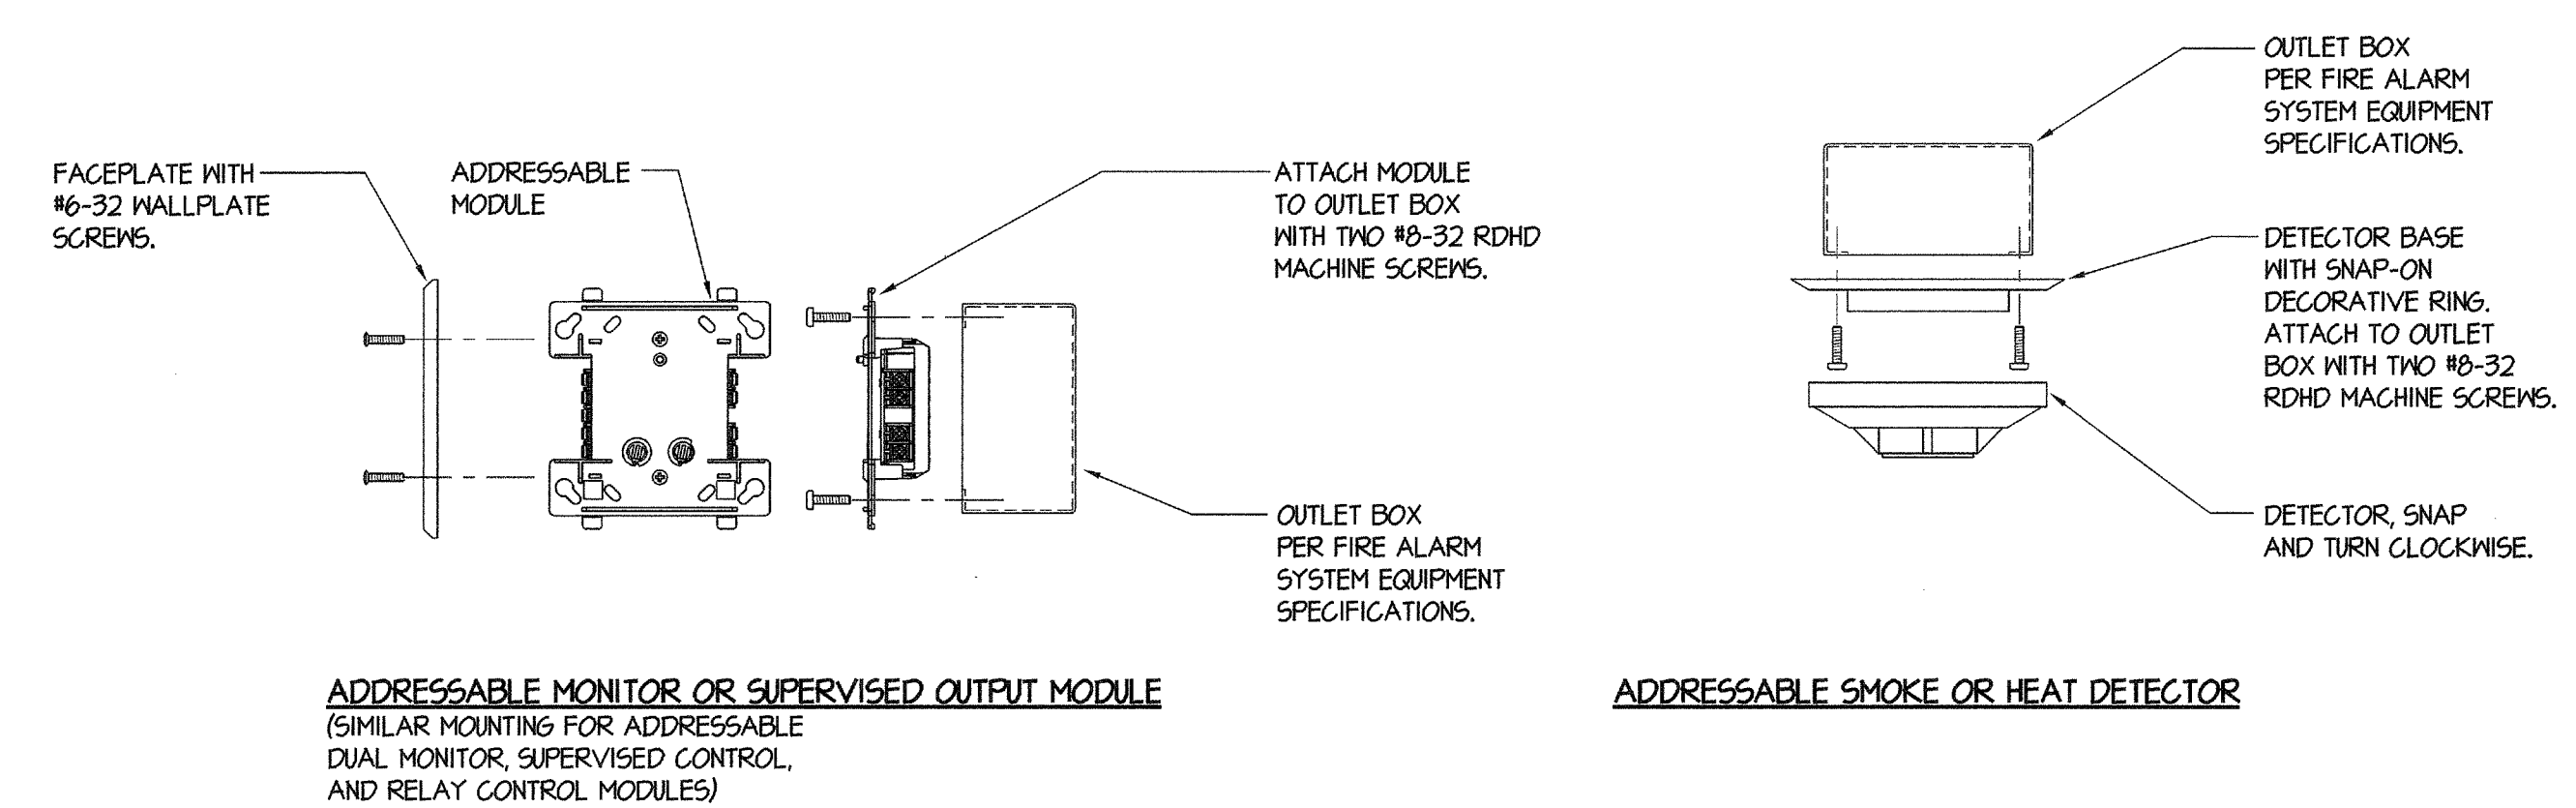 FACEPLATE WITH
#6-32 WALLPLATE
SCREWS.
ADDRESSABLE
MODULE
ATTACH MODULE
TO OUTLET BOX
WITH TWO #8-32 RDHD
MACHINE SCREWS.
OUTLET BOX
PER FIRE ALARM
SYSTEM EQUIPMENT
SPECIFICATIONS.
ADDRESSABLE MONITOR OR SUPERVISED OUTPUT MODULE
(SIMILAR MOUNTING FOR ADDRESSABLE
DUAL MONITOR, SUPERVISED CONTROL,
AND RELAY CONTROL MODULES)
OUTLET BOX
PER FIRE ALARM
SYSTEM EQUIPMENT
SPECIFICATIONS.
DETECTOR BASE
WITH SNAP-ON
DECORATIVE RING.
ATTACH TO OUTLET
BOX WITH TWO #8-32
RDHD MACHINE SCREWS.
DETECTOR, SNAP
AND TURN CLOCKWISE.
ADDRESSABLE SMOKE OR HEAT DETECTOR